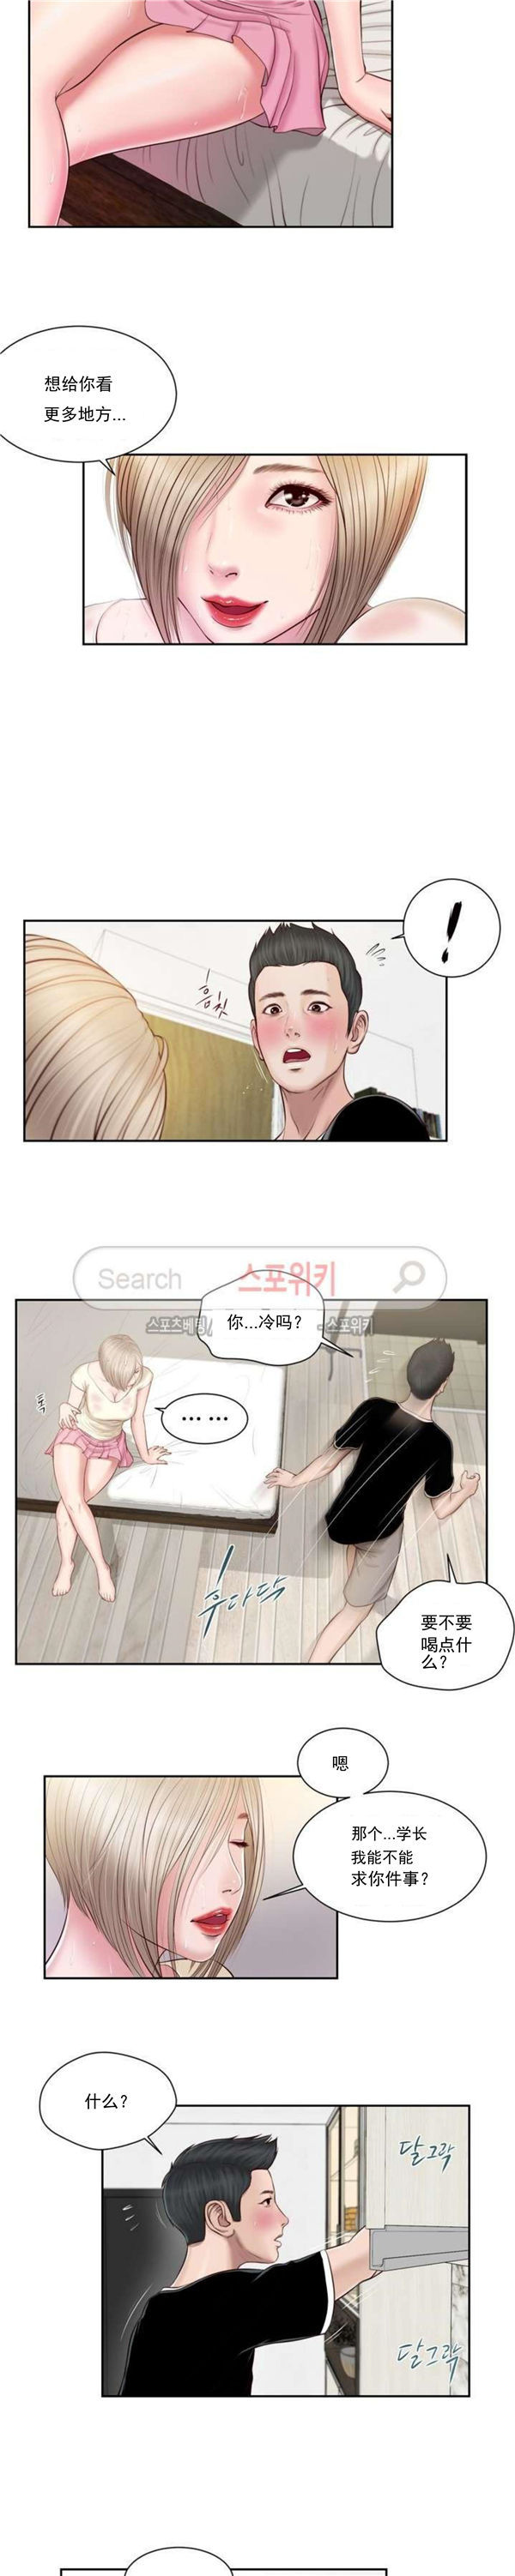 想给你看
更多地方...
!
흠칫
Search 스포위키
스포츠베팅/
- 스포위키
你...冷吗?
... ...
톡
후다닥
要不要
喝点什
么?
嗯
那个...学长
我能不能
求你件事?
什么?
달그락
달그락